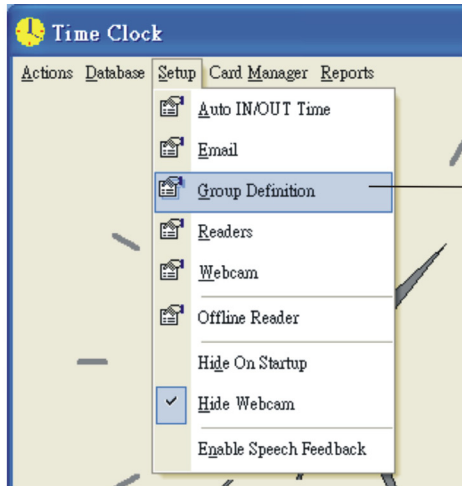 Time Clock
Actions Database Setup Card Manager Reports
Auto IN/OUT Time
Email
Group Definition
Readers
Webcam
Offline Reader
Hide On Startup
Hide Webcam
Enable Speech Feedback